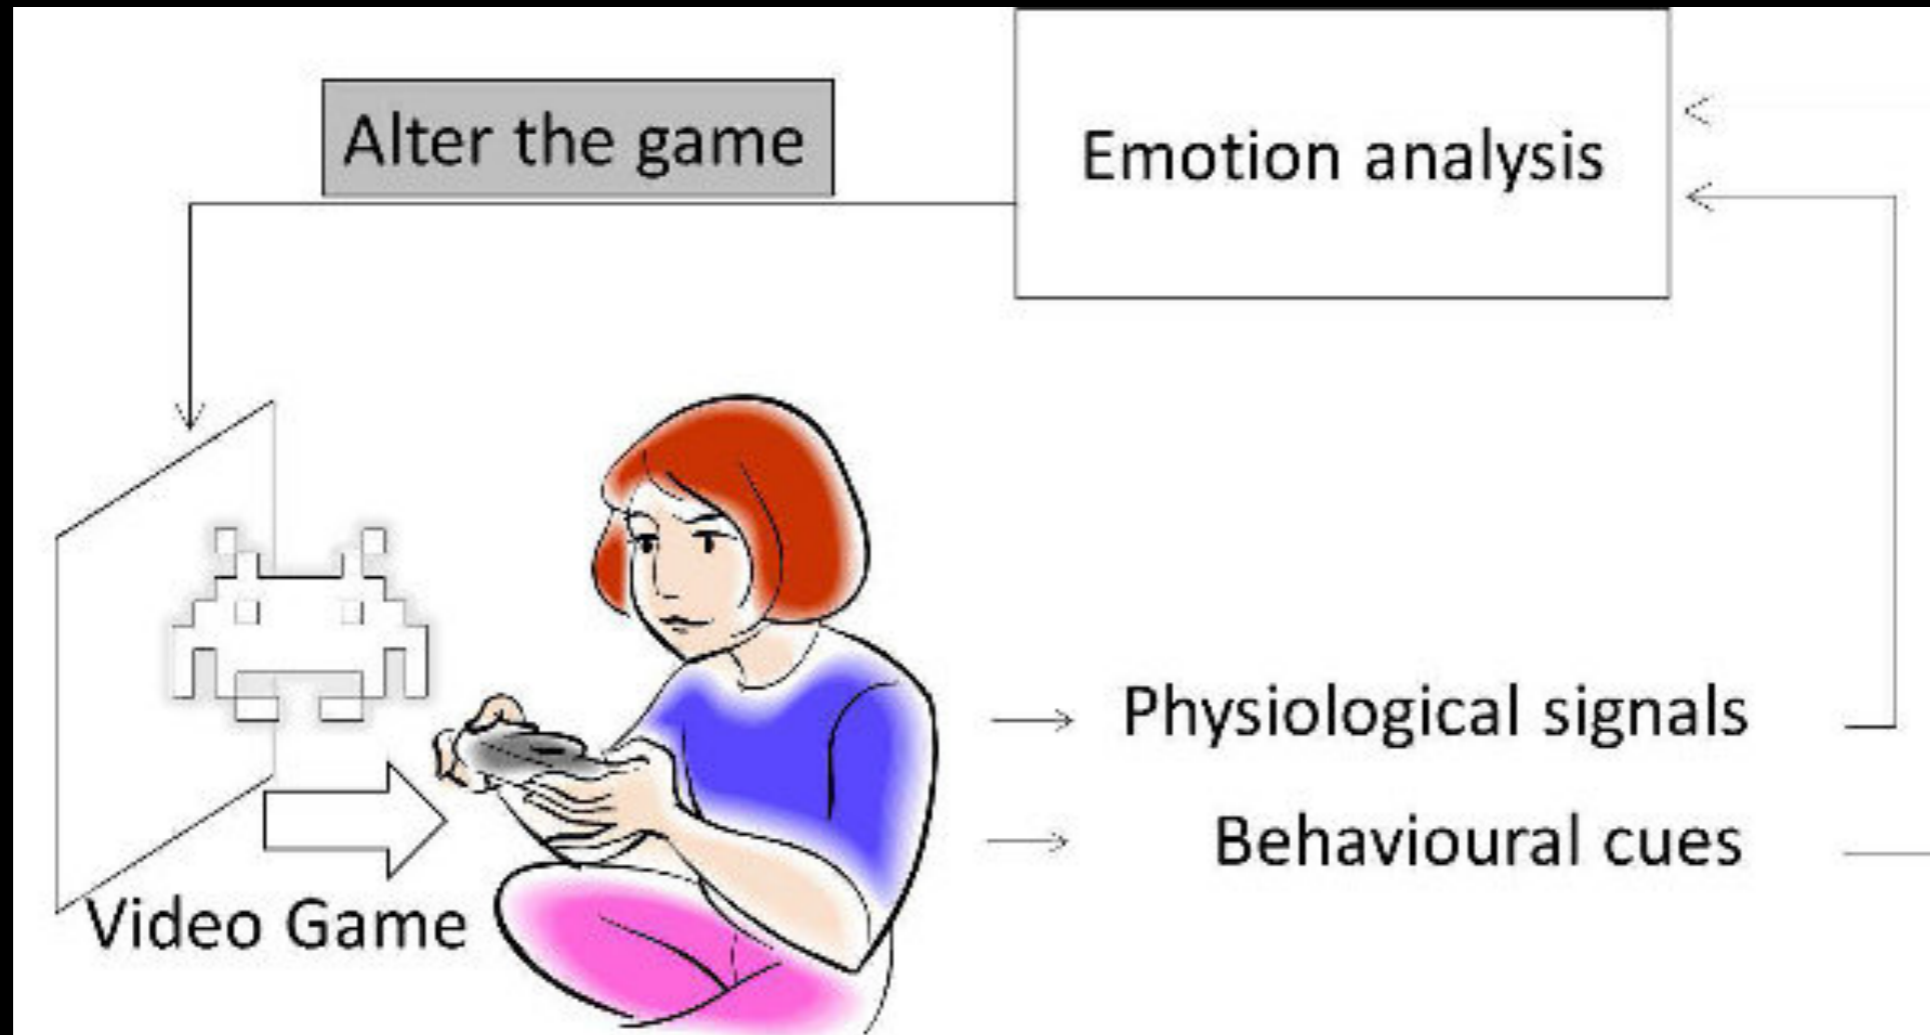 Alter the game
Emotion analysis
Physiological signals
Behavioural cues
Video Game